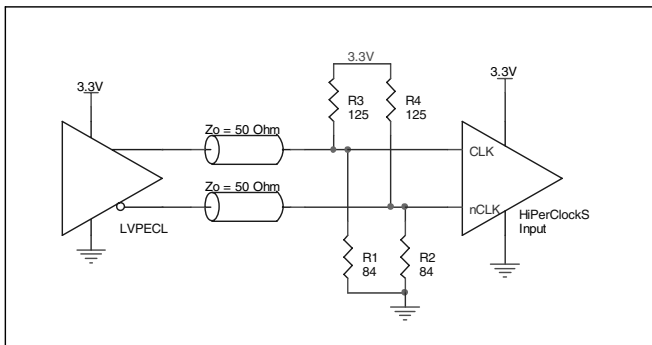 3.3V
3.3V
3.3V
R3
125
R4
125
Zo = 50 Ohm
CLK
Zo = 50 Ohm
nCLK
HiPerClockS
Input
LVPECL
R1
84
R2
84